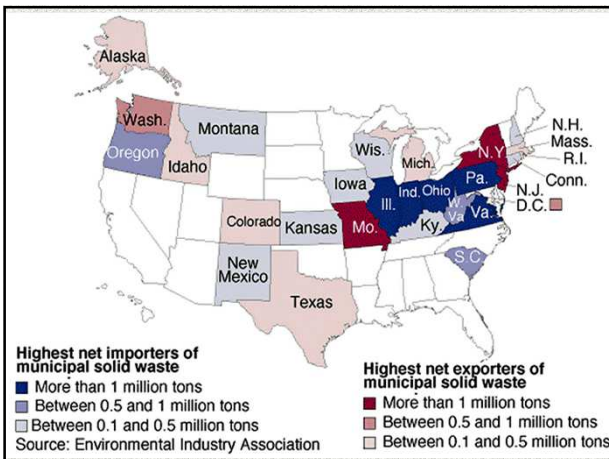 Alaska
Wash.
Montana
Oregon
Idaho
Wis.
Mich.
N.Y.
N.H.
Mass.
R.I.
Conn.
N.J.
D.C.
Iowa
Ill.
Ind.
Ohio
Pa.
W.
Va
Va.
Colorado
Kansas
Mo.
Ky.
New
Mexico
Texas
S.C.
Highest net importers of
municipal solid waste
More than 1 million tons
Between 0.5 and 1 million tons
Between 0.1 and 0.5 million tons
Source: Environmental Industry Association
Highest net exporters of
municipal solid waste
More than 1 million tons
Between 0.5 and 1 million tons
Between 0.1 and 0.5 million tons